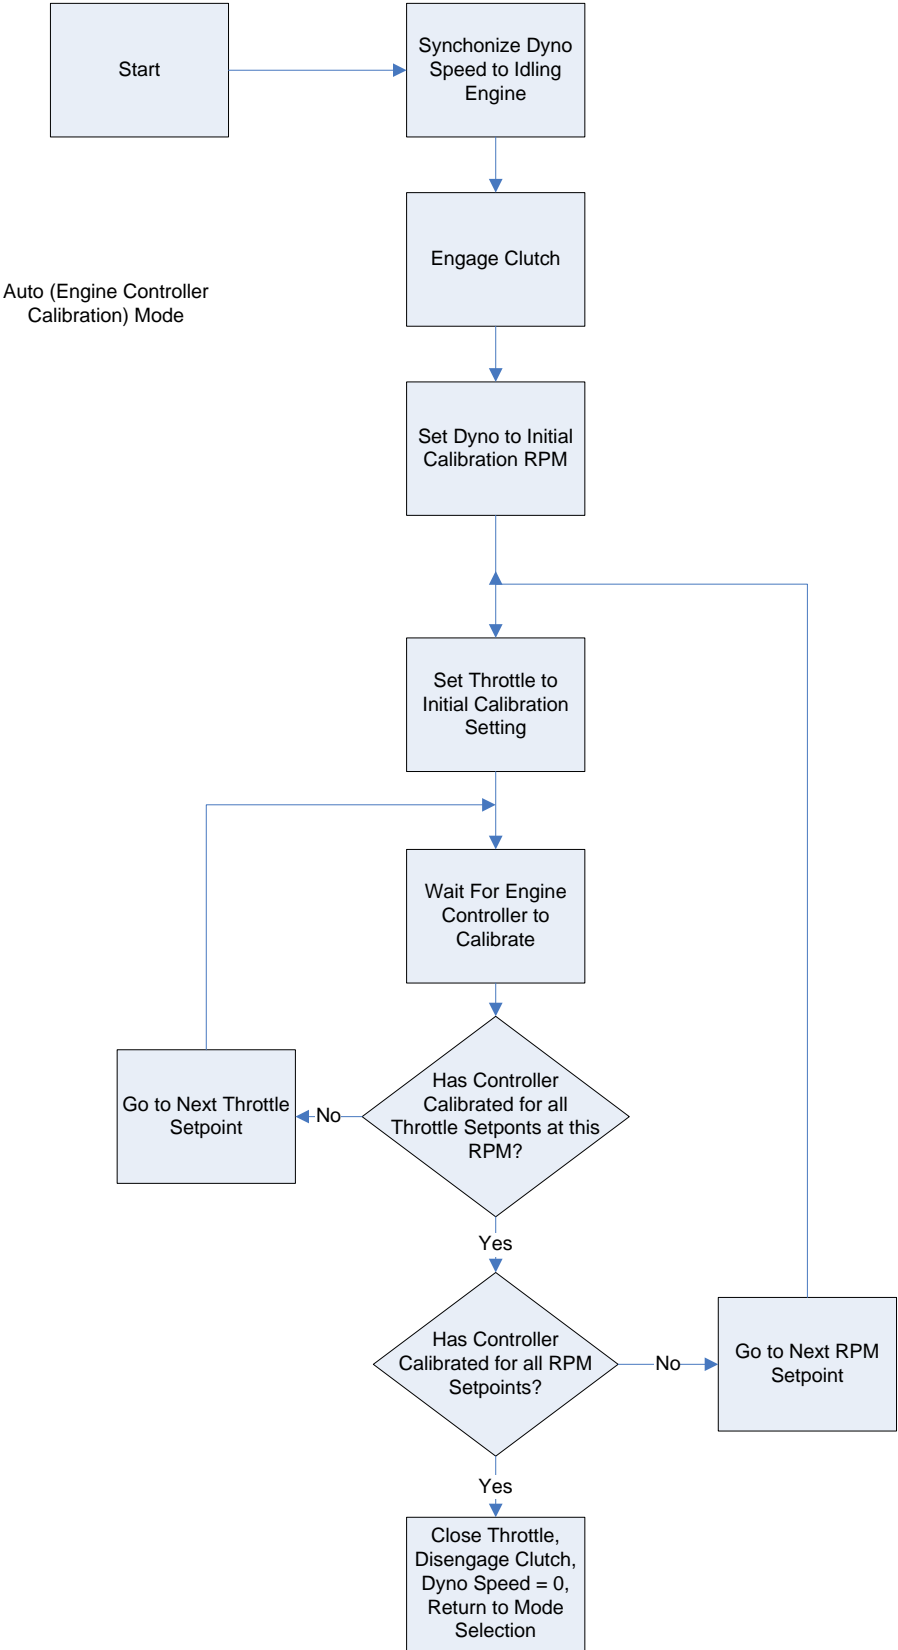 Start
Synchonize Dyno
Speed to Idling
Engine
Engage Clutch
Auto (Engine Controller
Calibration) Mode
Set Dyno to Initial
Calibration RPM
Set Throttle to
Initial Calibration
Setting
Wait For Engine
Controller to
Calibrate
Has Controller
Calibrated for all
Throttle Setponts at this
RPM?
No
Go to Next Throttle
Setpoint
Yes
Has Controller
Calibrated for all RPM
Setpoints?
No
Go to Next RPM
Setpoint
Yes
Close Throttle,
Disengage Clutch,
Dyno Speed = 0,
Return to Mode
Selection